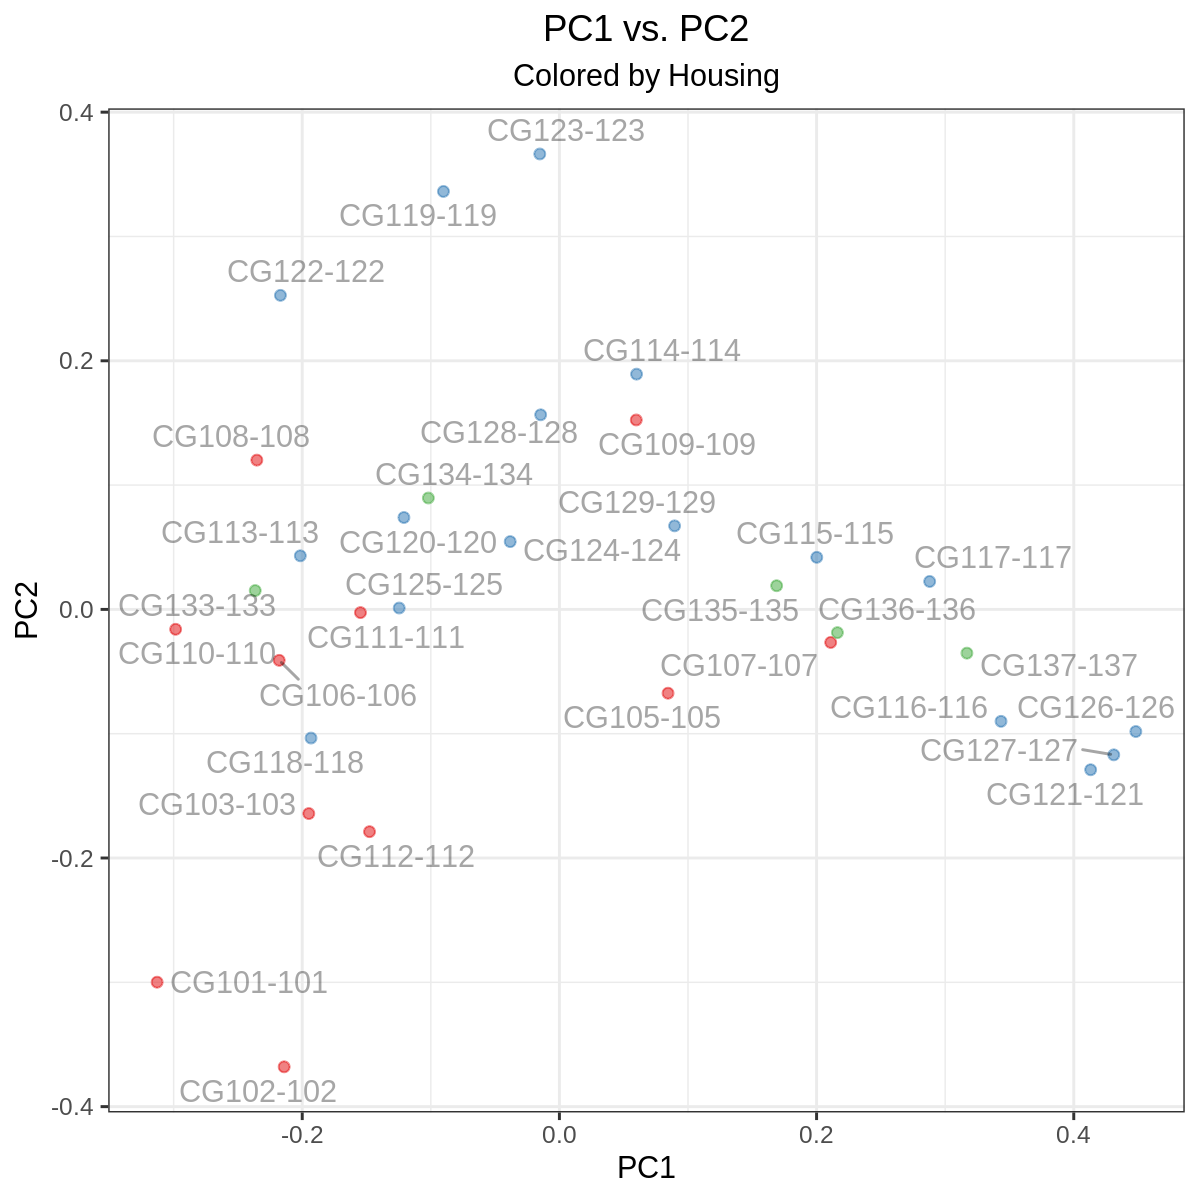 PC1 vs. PC2
Colored by Housing
0.4
CG123-123
CG119-119
CG122-122
0.2
CG114-114
CG128-128
CG109-109
CG108-108
CG134-134
CG129-129
CG113-113
CG120-120
CG124-124
CG115-115
CG117-117
CG125-125
PC2
0.0
CG133-133
CG135-135
CG136-136
CG111-111
CG110-110
CG107-107
CG137-137
CG106-106
CG105-105
CG116-116
CG126-126
CG127-127
CG118-118
CG121-121
CG103-103
CG112-112
-0.2
CG101-101
CG102-102
-0.4
-0.2
0.0
0.2
0.4
PC1